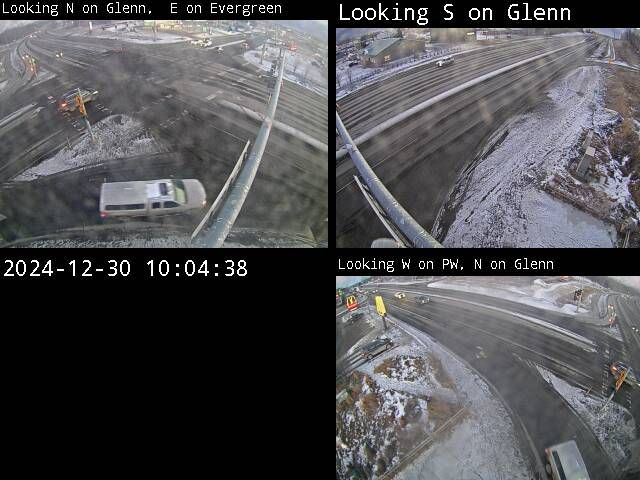 Looking N on Glenn, E on Evergreen
Looking S on Glenn
2024-12-30 10:04:38
Looking W on PW, N on Glenn